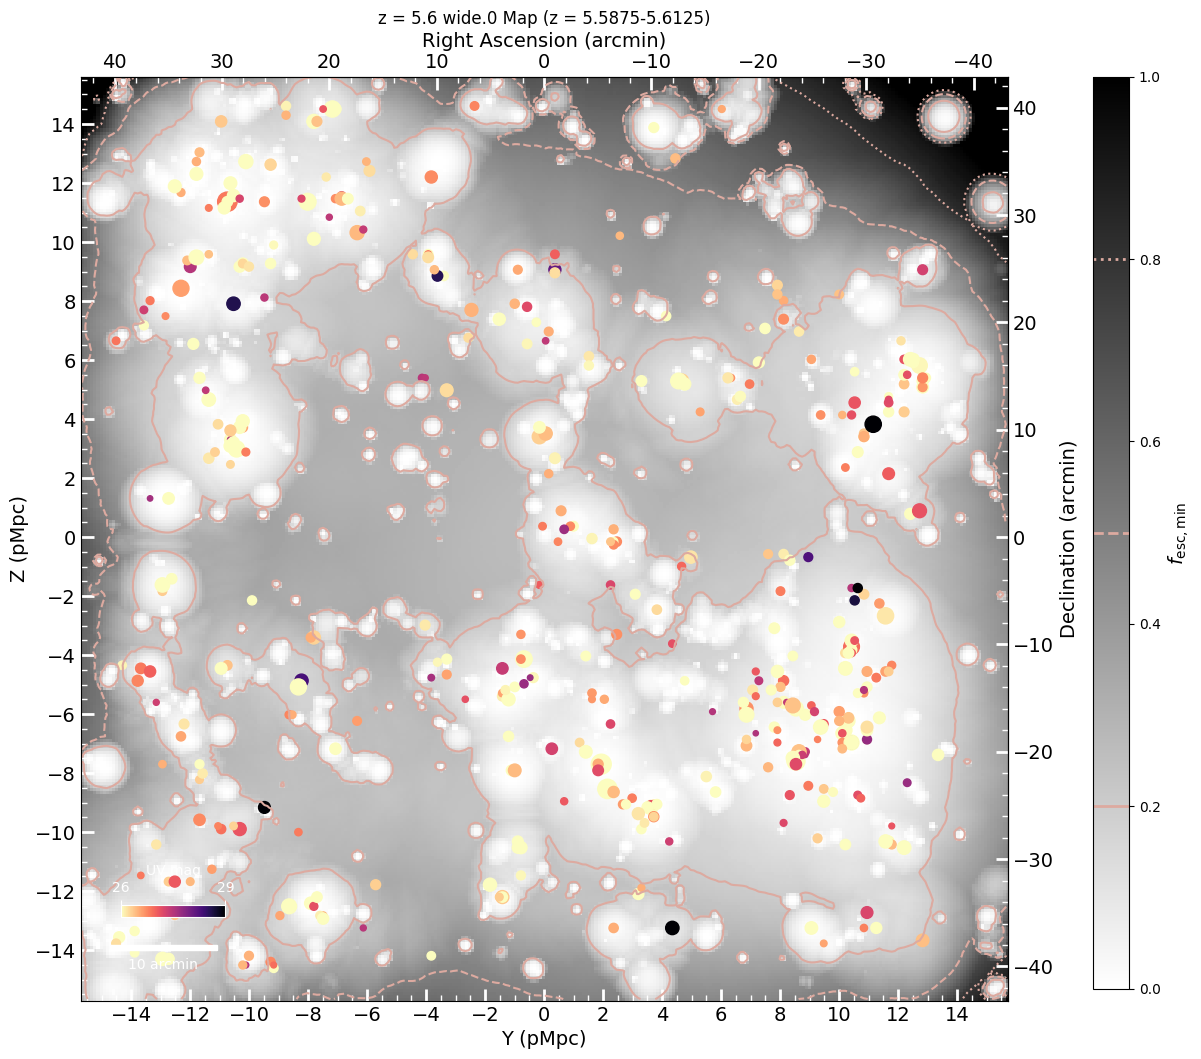 z = 5.6 wide.0 Map (z = 5.5875-5.6125)
Right Ascension (arcmin)
40 30 20 10 0 −10 −20 −30 −40
14 12 10 8 6 4 2 0 −2 −4 −6 −8 −10 −12 −14
Z (pMpc)
UV mag
26 29
10 arcmin
−14 −12 −10 −8 −6 −4 −2 0 2 4 6 8 10 12 14
Y (pMpc)
40 30 20 10 0 −10 −20 −30 −40
Declination (arcmin)
1.0 0.8 0.6 0.4 0.2 0.0
fesc,min